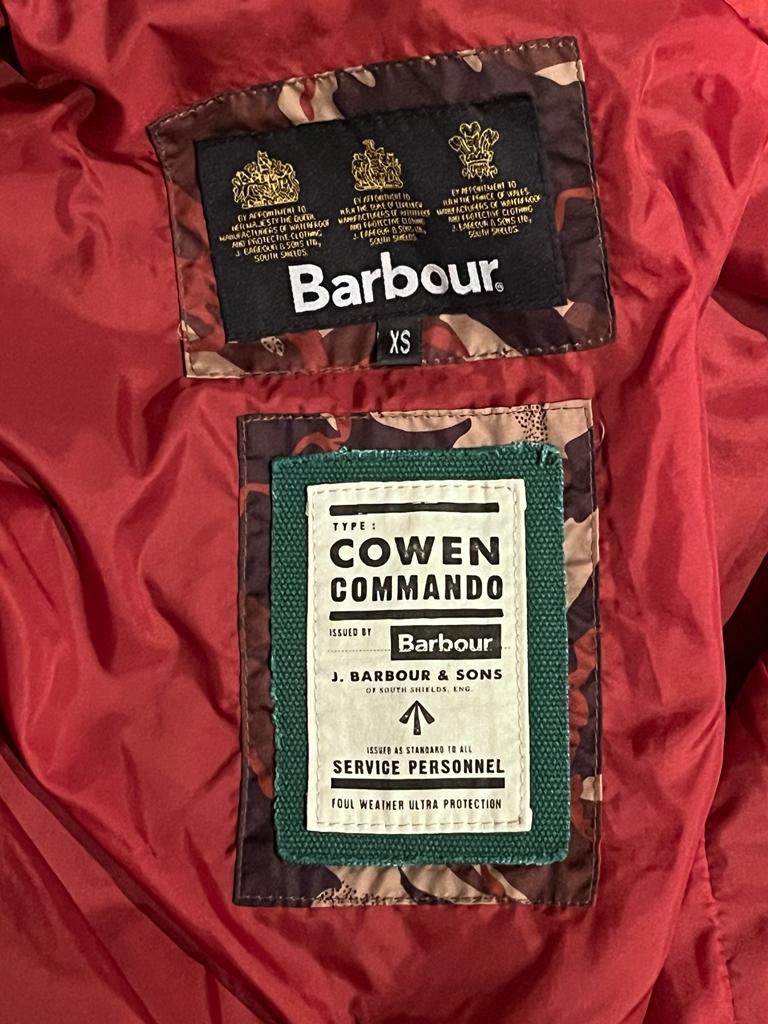 BY APPOINTMENT TO
HER MAJESTY THE QUEEN
MANUFACTURERS OF WATERPROOF
AND PROTECTIVE CLOTHING
J. BARBOUR & SONS LTD,
SOUTH SHIELDS.
BY APPOINTMENT TO
H.R.H. THE DUKE OF EDINBURGH
MANUFACTURERS OF WATERPROOF
AND PROTECTIVE CLOTHING
J. BARBOUR & SONS LTD,
SOUTH SHIELDS.
BY APPOINTMENT TO
H.R.H. THE PRINCE OF WALES
MANUFACTURERS OF WATERPROOF
AND PROTECTIVE CLOTHING
J. BARBOUR & SONS LTD,
SOUTH SHIELDS.
Barbour®
XS
TYPE:
COWEN
COMMANDO
ISSUED BY Barbour
J. BARBOUR & SONS
OF SOUTH SHIELDS, ENG.
ISSUED AS STANDARD TO ALL
SERVICE PERSONNEL
FOUL WEATHER ULTRA PROTECTION